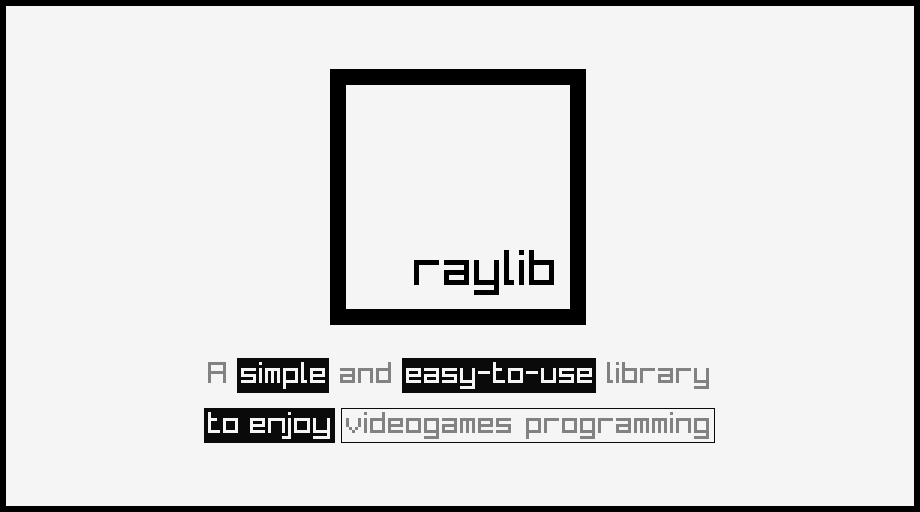 raylib
A simple and easy-to-use library
to enjoy videogames programming